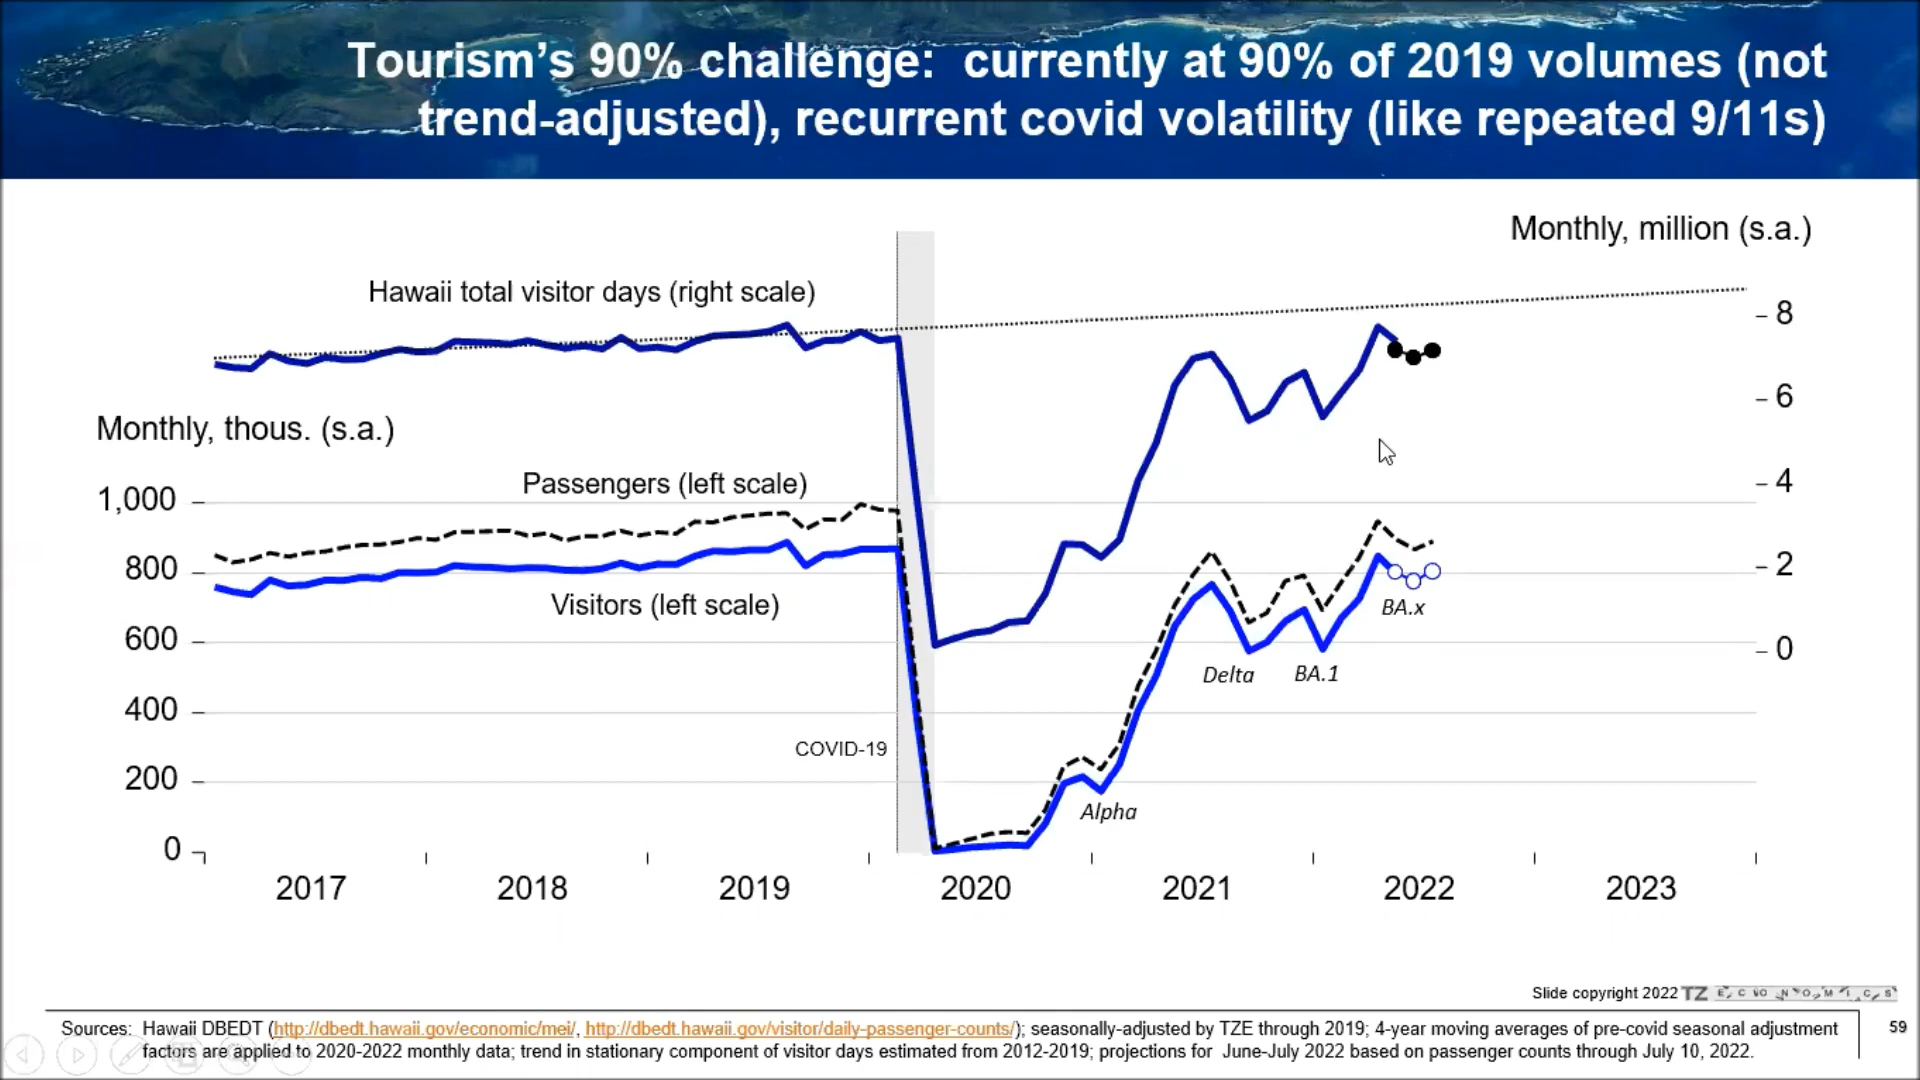 Tourism’s 90% challenge: currently at 90% of 2019 volumes (not
trend-adjusted), recurrent covid volatility (like repeated 9/11s)
Monthly, million (s.a.)
Hawaii total visitor days (right scale)
8
6
Monthly, thous. (s.a.)
Passengers (left scale)
4
1,000
800
2
Visitors (left scale)
BA.x
600
0
Delta
BA.1
400
COVID-19
200
Alpha
0
2017
2018
2019
2020
2021
2022
2023
Slide copyright 2022 TZ ECONOMICS
Sources: Hawaii DBEDT (http://dbedt.hawaii.gov/economic/mei/, http://dbedt.hawaii.gov/visitor/daily-passenger-counts/); seasonally-adjusted by TZE through 2019; 4-year moving averages of pre-covid seasonal adjustment
factors are applied to 2020-2022 monthly data; trend in stationary component of visitor days estimated from 2012-2019; projections for June-July 2022 based on passenger counts through July 10, 2022.
59